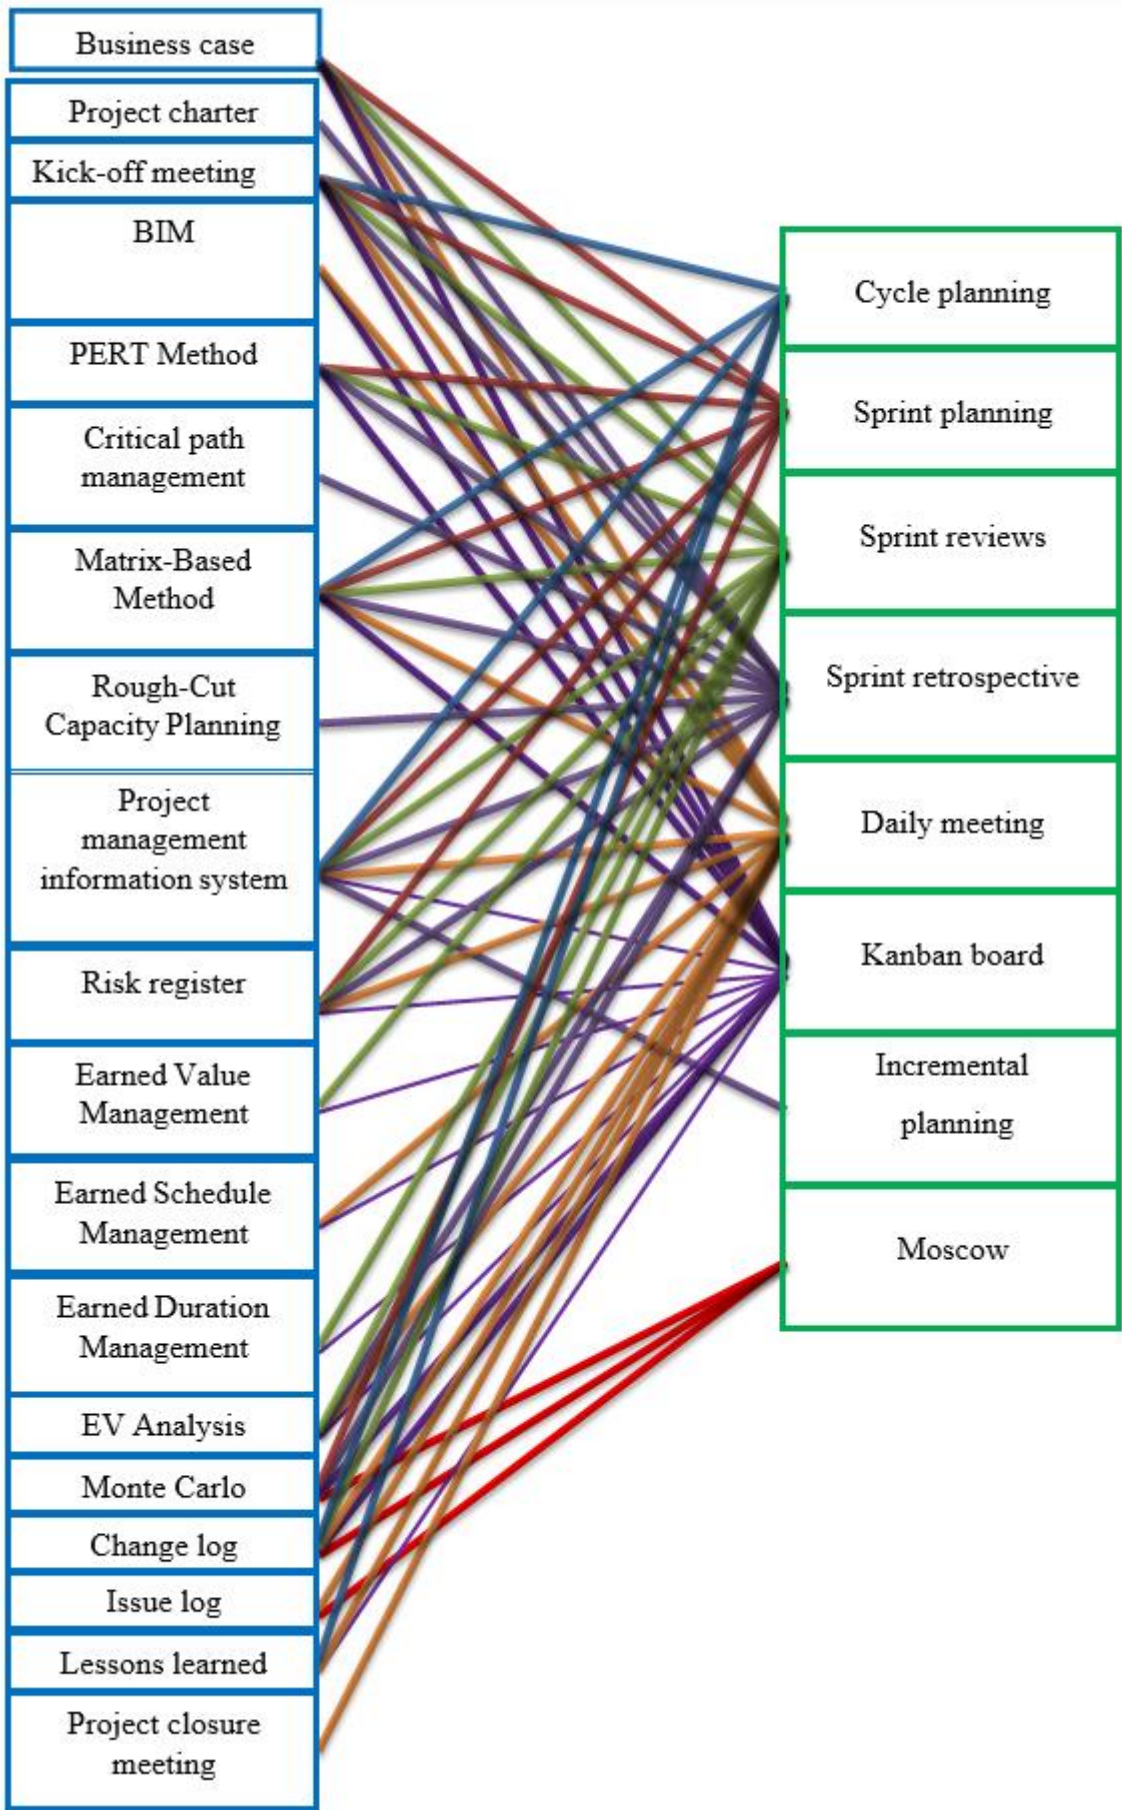 Business case
Project charter
Kick-off meeting
BIM
PERT Method
Critical path
management
Matrix-Based
Method
Rough-Cut
Capacity Planning
Project
management
information system
Risk register
Earned Value
Management
Earned Schedule
Management
Earned Duration
Management
EV Analysis
Monte Carlo
Change log
Issue log
Lessons learned
Project closure
meeting
Cycle planning
Sprint planning
Sprint reviews
Sprint retrospective
Daily meeting
Kanban board
Incremental
planning
Moscow